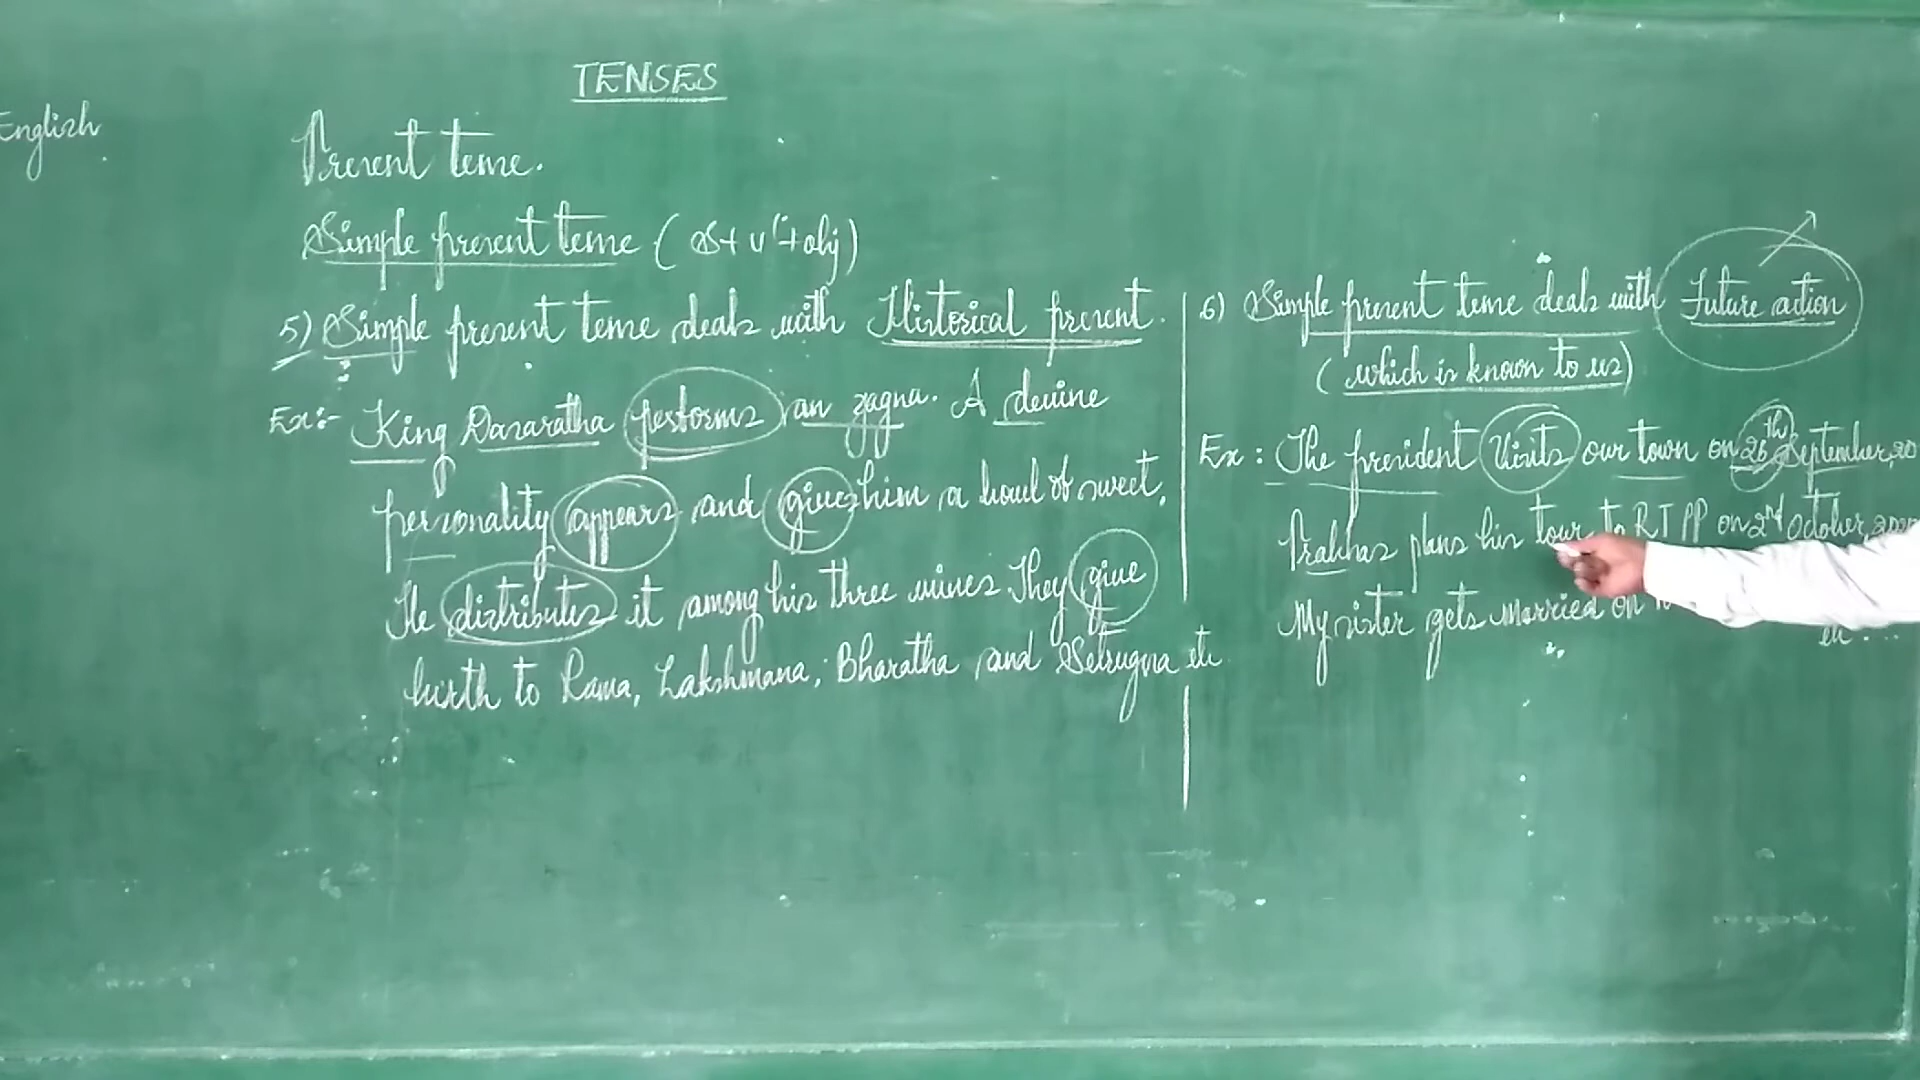 TENSES
English
Present tense.
Simple present tense (S+v'+obj)
5) Simple present tense deals with Historical present.
Ex:- King Dasaratha performs an yagna. A devine
personality appears and gives him a bowl of sweet.
He distributes it among his three wives They give
birth to Rama, Lakshmana, Bharatha and Satrugna etc
6) Simple present tense deals with Future action
(which is known to us)
Ex: The president visits our town on 26th September, 20
Prakhas plans his tour to RTPP on 2nd October,
My sister gets married on
etc...